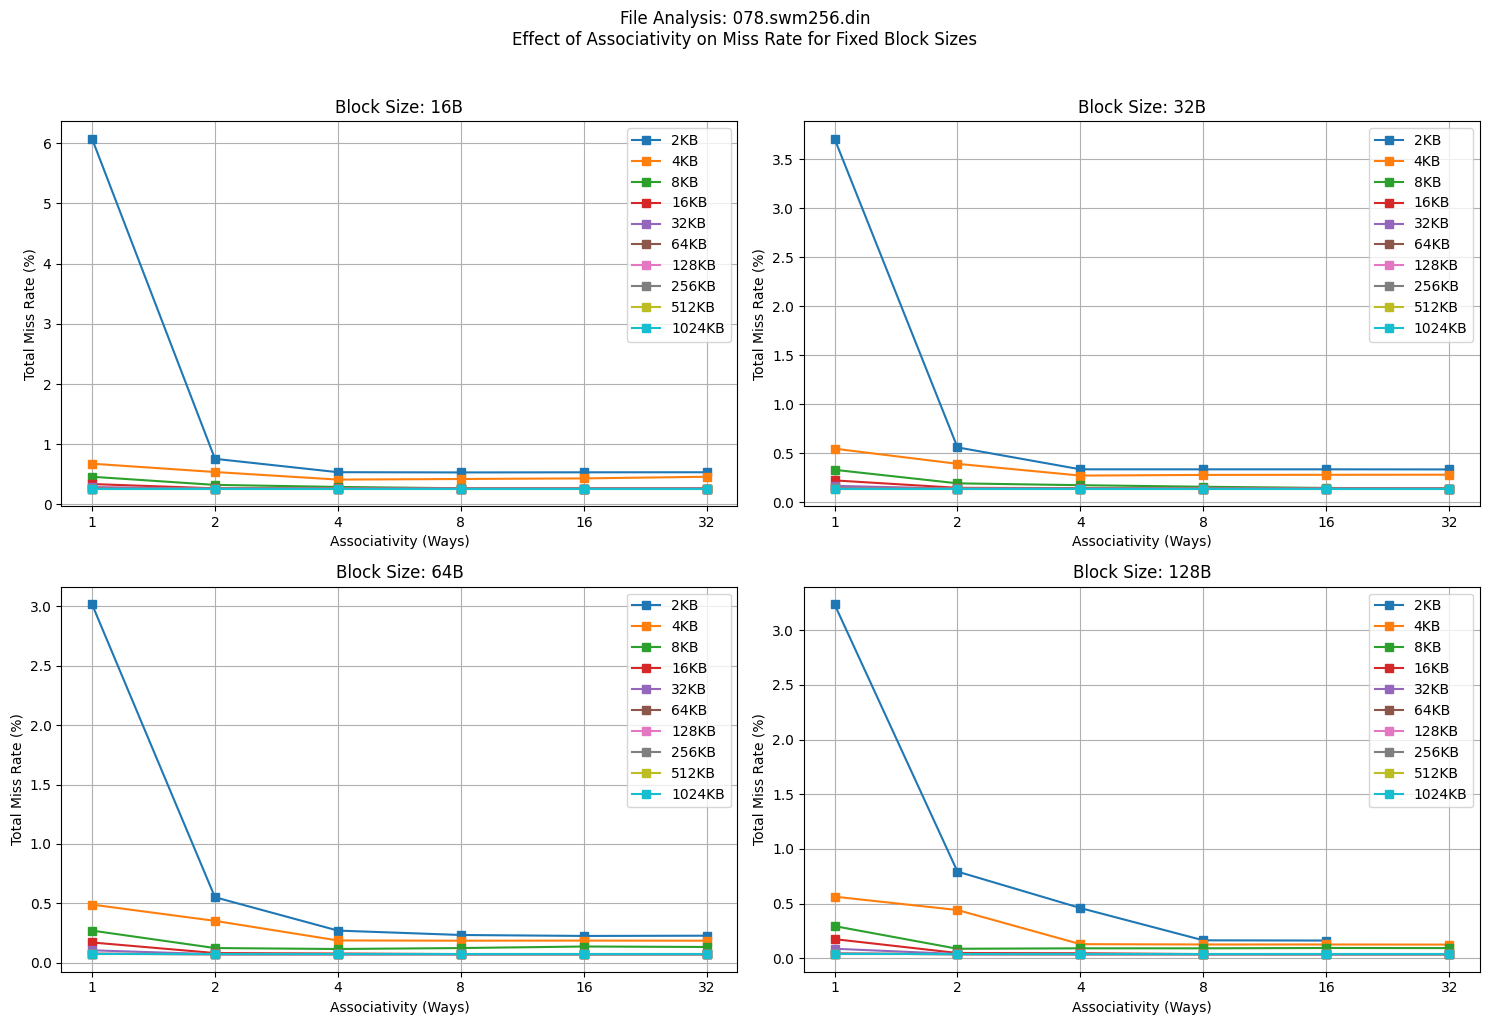 File Analysis: 078.swm256.din
Effect of Associativity on Miss Rate for Fixed Block Sizes
Block Size: 16B
Total Miss Rate (%)
6
5
4
3
2
1
0
1
2
4
8
16
32
Associativity (Ways)
2KB
4KB
8KB
16KB
32KB
64KB
128KB
256KB
512KB
1024KB
Block Size: 32B
Total Miss Rate (%)
3.5
3.0
2.5
2.0
1.5
1.0
0.5
0.0
1
2
4
8
16
32
Associativity (Ways)
2KB
4KB
8KB
16KB
32KB
64KB
128KB
256KB
512KB
1024KB
Block Size: 64B
Total Miss Rate (%)
3.0
2.5
2.0
1.5
1.0
0.5
0.0
1
2
4
8
16
32
Associativity (Ways)
2KB
4KB
8KB
16KB
32KB
64KB
128KB
256KB
512KB
1024KB
Block Size: 128B
Total Miss Rate (%)
3.0
2.5
2.0
1.5
1.0
0.5
0.0
1
2
4
8
16
32
Associativity (Ways)
2KB
4KB
8KB
16KB
32KB
64KB
128KB
256KB
512KB
1024KB